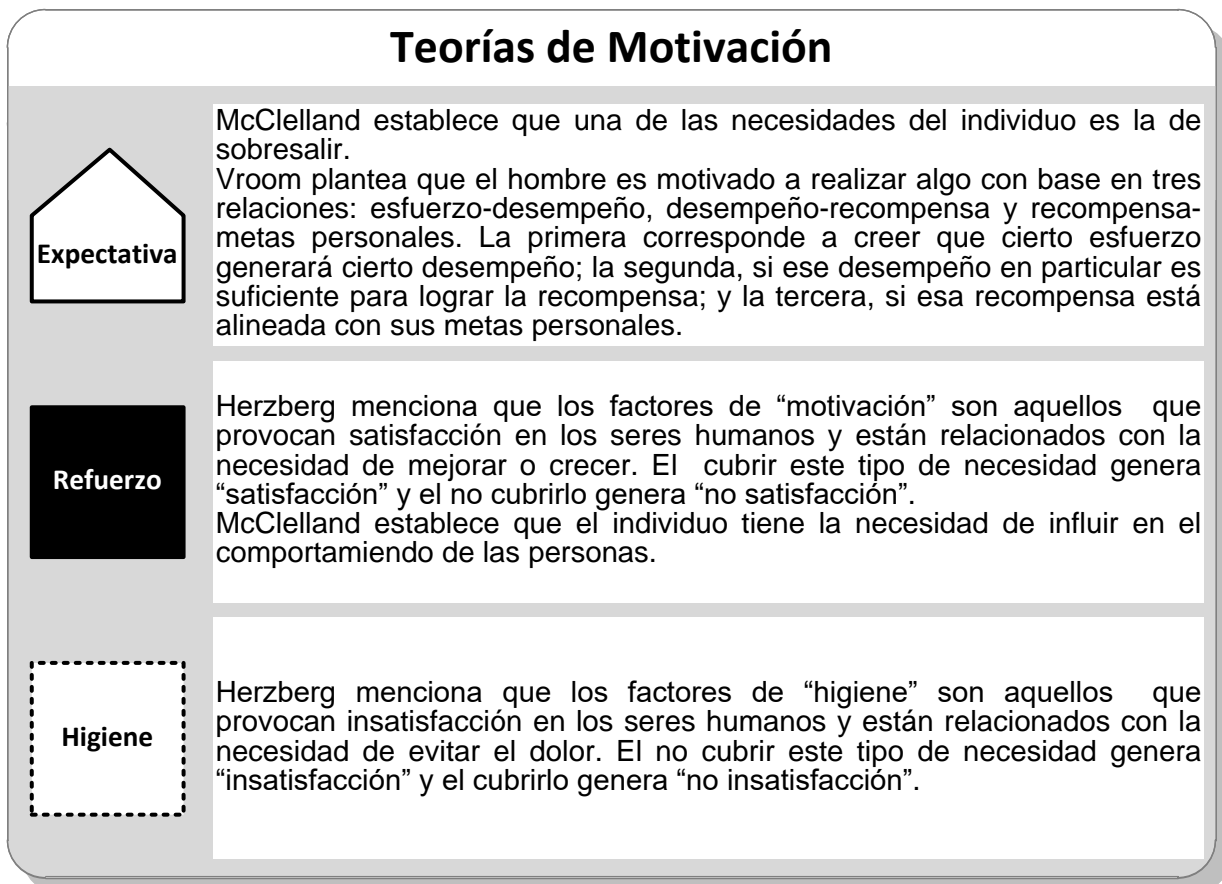 Teorías de Motivación
Expectativa
McClelland establece que una de las necesidades del individuo es la de
sobresalir.
Vroom plantea que el hombre es motivado a realizar algo con base en tres
relaciones: esfuerzo-desempeño, desempeño-recompensa y recompensa-
metas personales. La primera corresponde a creer que cierto esfuerzo
generará cierto desempeño; la segunda, si ese desempeño en particular es
suficiente para lograr la recompensa; y la tercera, si esa recompensa está
alineada con sus metas personales.
Refuerzo
Herzberg menciona que los factores de “motivación” son aquellos que
provocan satisfacción en los seres humanos y están relacionados con la
necesidad de mejorar o crecer. El cubrir este tipo de necesidad genera
“satisfacción” y el no cubrirlo genera “no satisfacción”.
McClelland establece que el individuo tiene la necesidad de influir en el
comportamiendo de las personas.
Higiene
Herzberg menciona que los factores de “higiene” son aquellos que
provocan insatisfacción en los seres humanos y están relacionados con la
necesidad de evitar el dolor. El no cubrir este tipo de necesidad genera
“insatisfacción” y el cubrirlo genera “no insatisfacción”.